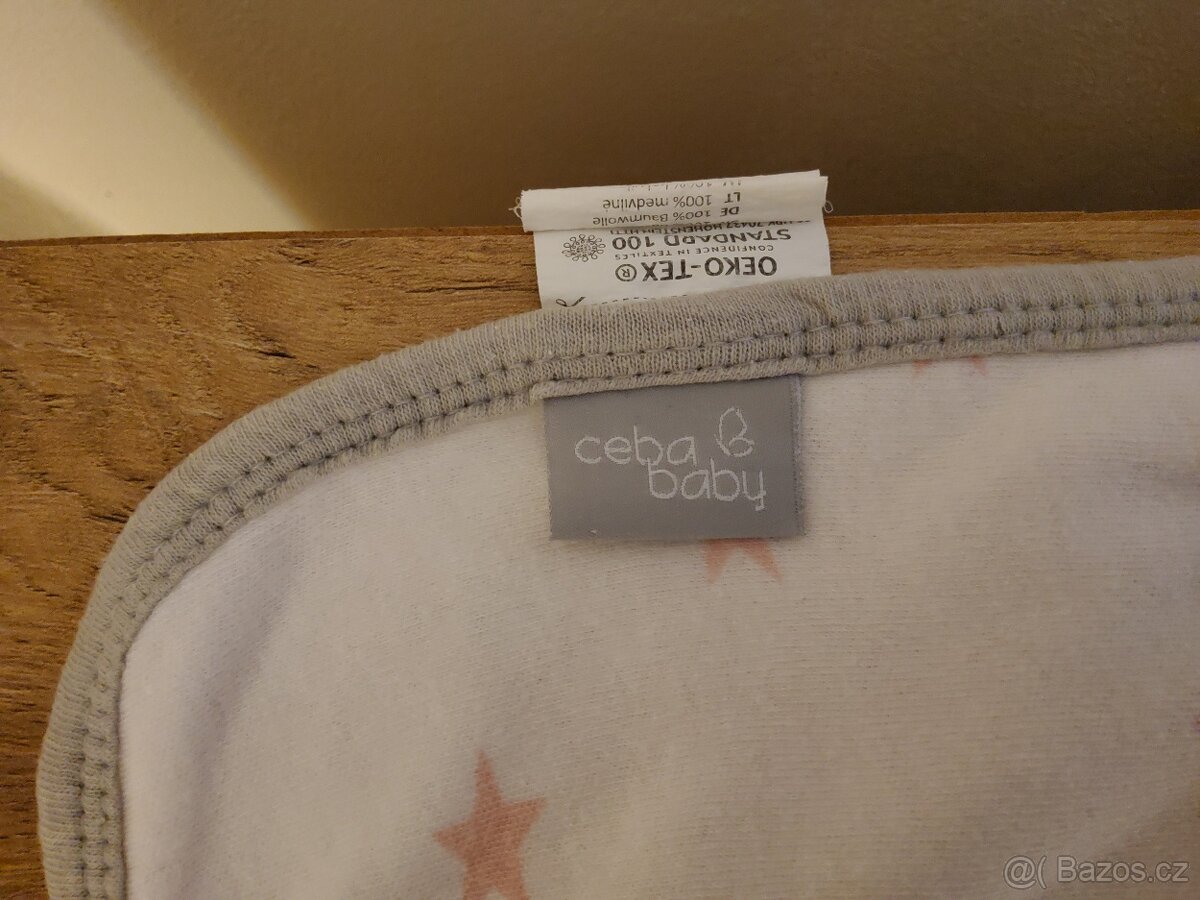 ceba
baby
OEKO-TEX®
CONFIDENCE IN TEXTILES
STANDARD 100
DE 100% Baumwolle
LT 100% medvilnė
@( Bazos.cz